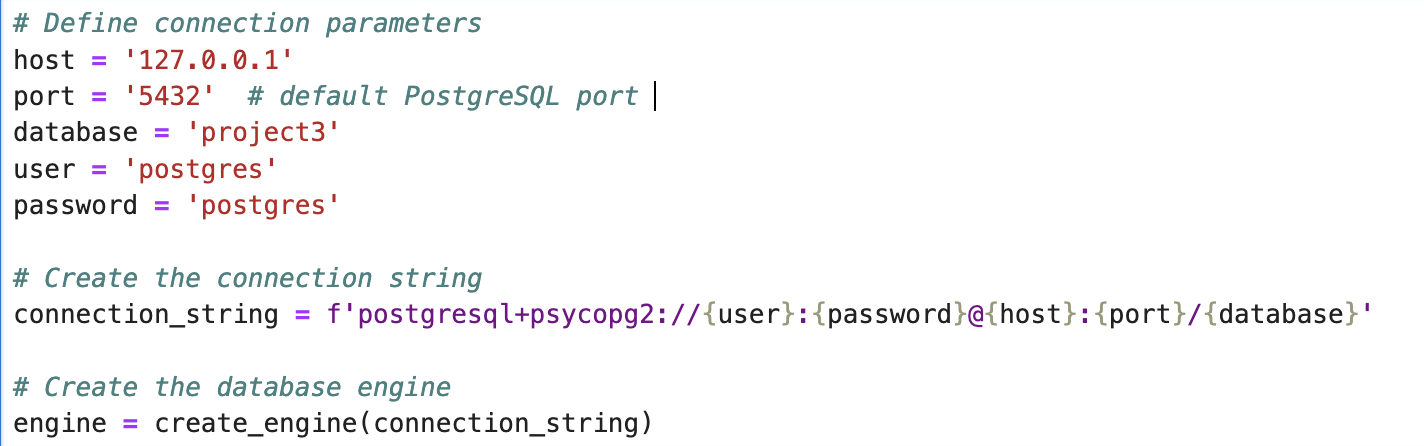 # Define connection parameters
host = '127.0.0.1'
port = '5432'  # default PostgreSQL port
database = 'project3'
user = 'postgres'
password = 'postgres'

# Create the connection string
connection_string = f'postgresql+psycopg2://{user}:{password}@{host}:{port}/{database}'

# Create the database engine
engine = create_engine(connection_string)